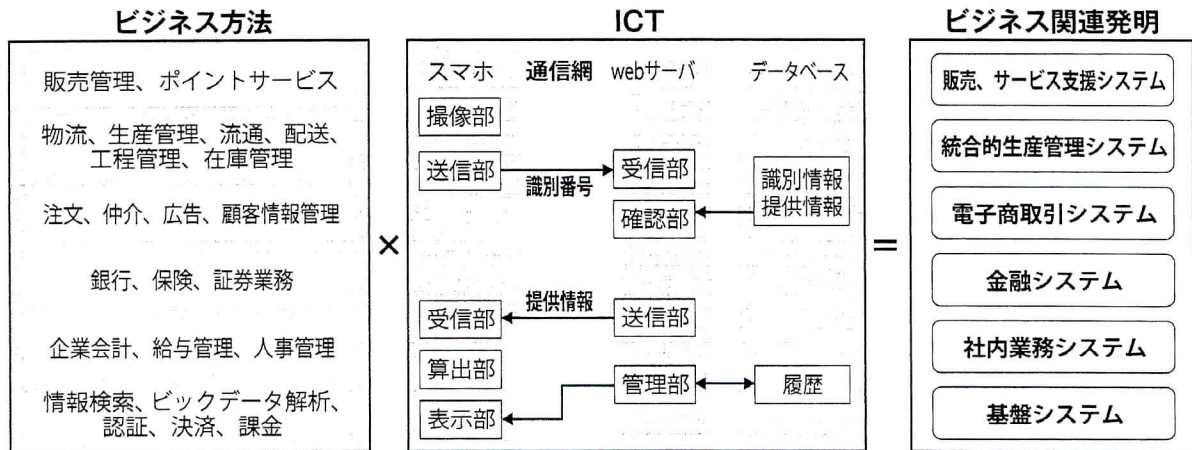 ビジネス方法
販売管理、ポイントサービス
物流、生産管理、流通、配送、
工程管理、在庫管理
注文、仲介、広告、顧客情報管理
銀行、保険、証券業務
企業会計、給与管理、人事管理
情報検索、ビックデータ解析、
認証、決済、課金
×
ICT
スマホ 通信網 webサーバ データベース
撮像部
送信部 識別番号 受信部 識別情報
提供情報
確認部
受信部 提供情報 送信部
算出部
管理部 履歴
表示部
=
ビジネス関連発明
販売、サービス支援システム
統合的生産管理システム
電子商取引システム
金融システム
社内業務システム
基盤システム